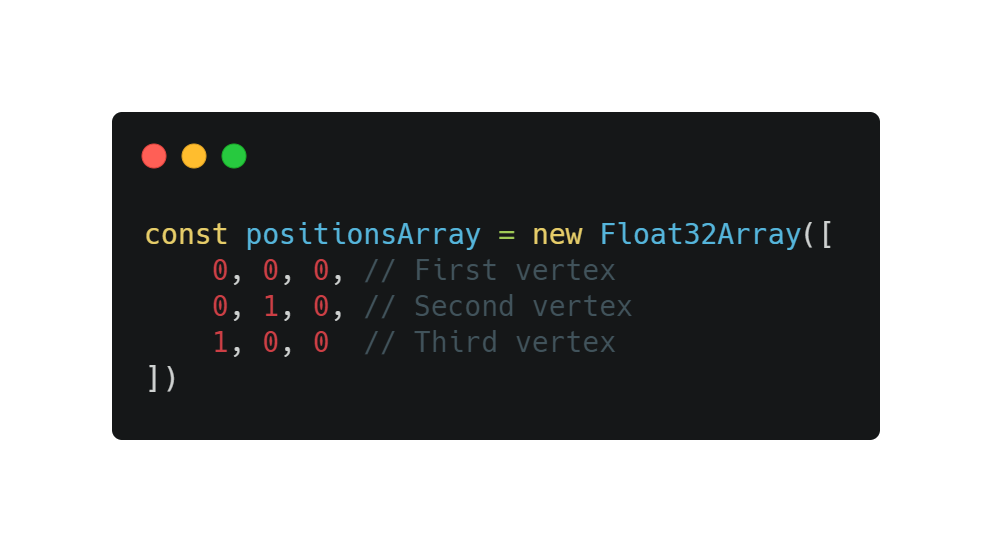 const positionsArray = new Float32Array([
    0, 0, 0, // First vertex
    0, 1, 0, // Second vertex
    1, 0, 0  // Third vertex
])